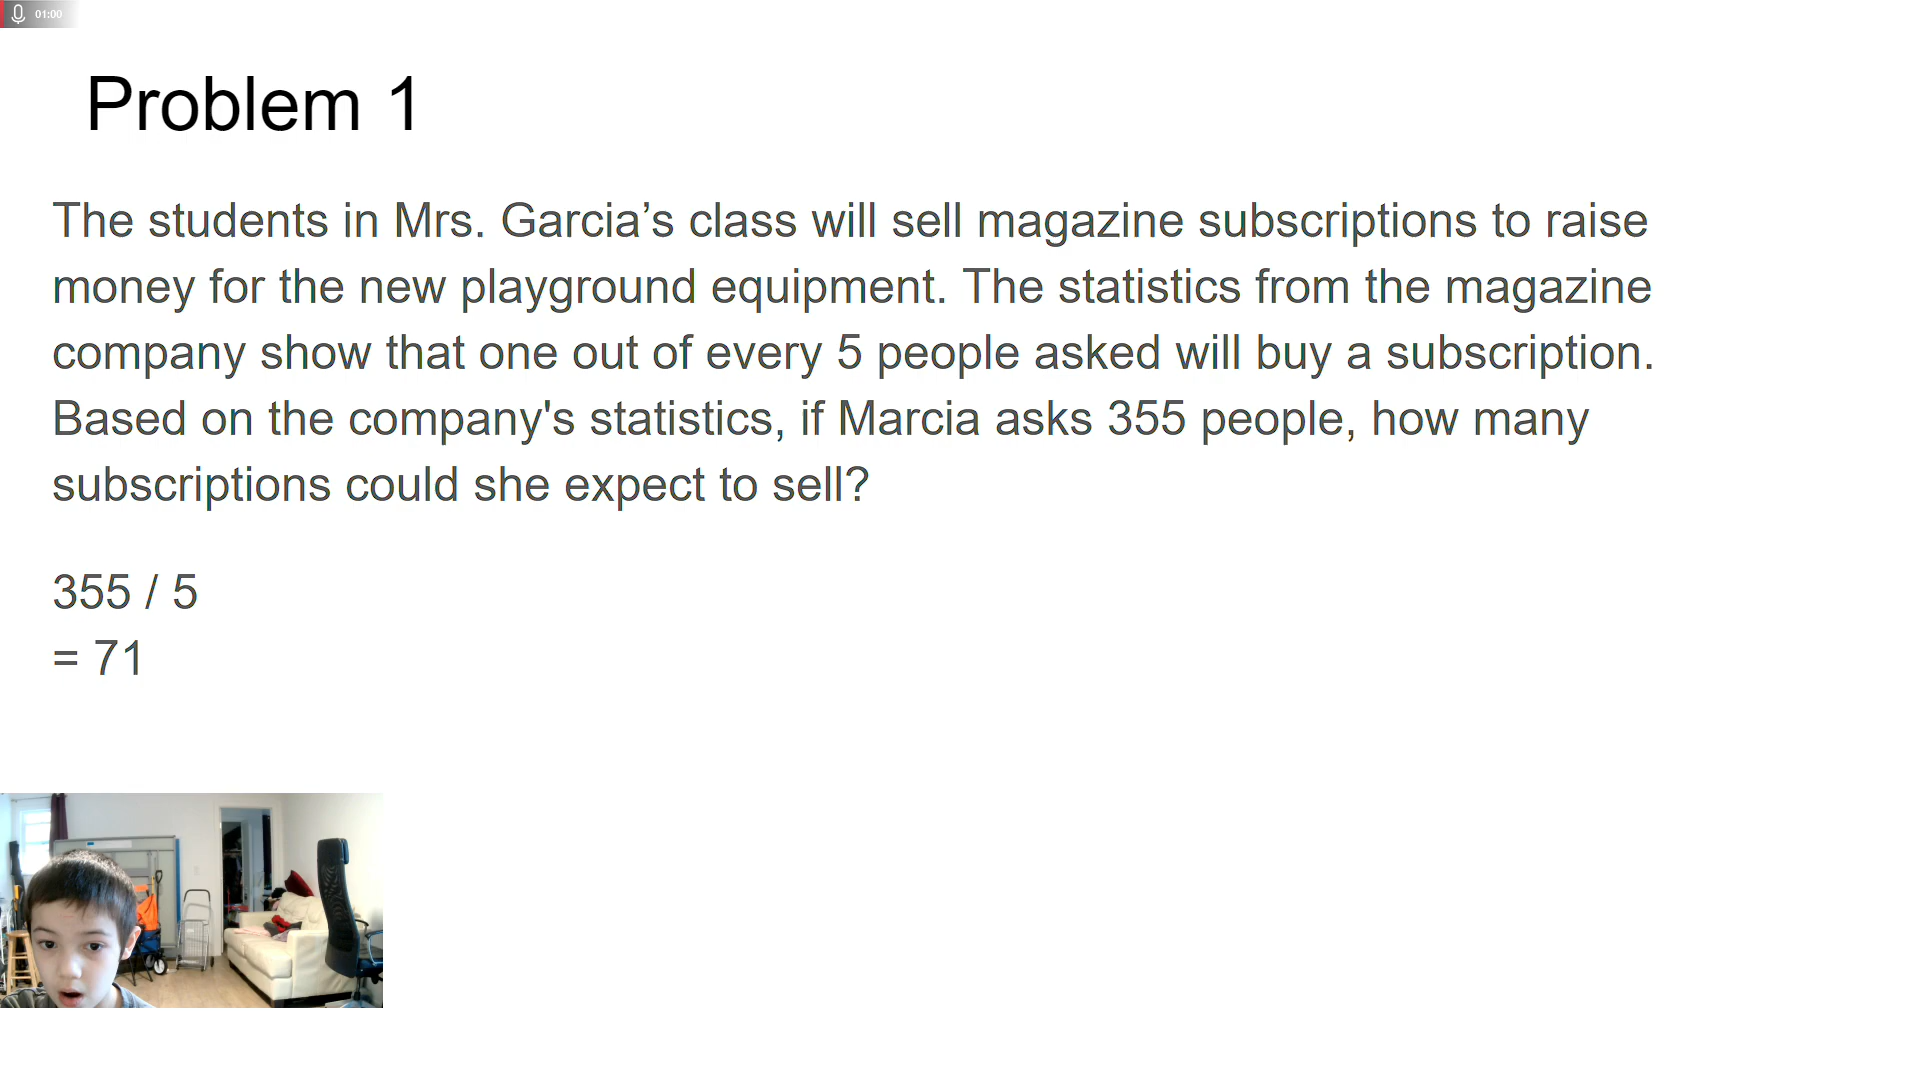 01:00
Problem 1
The students in Mrs. Garcia’s class will sell magazine subscriptions to raise
money for the new playground equipment. The statistics from the magazine
company show that one out of every 5 people asked will buy a subscription.
Based on the company's statistics, if Marcia asks 355 people, how many
subscriptions could she expect to sell?
355 / 5
= 71